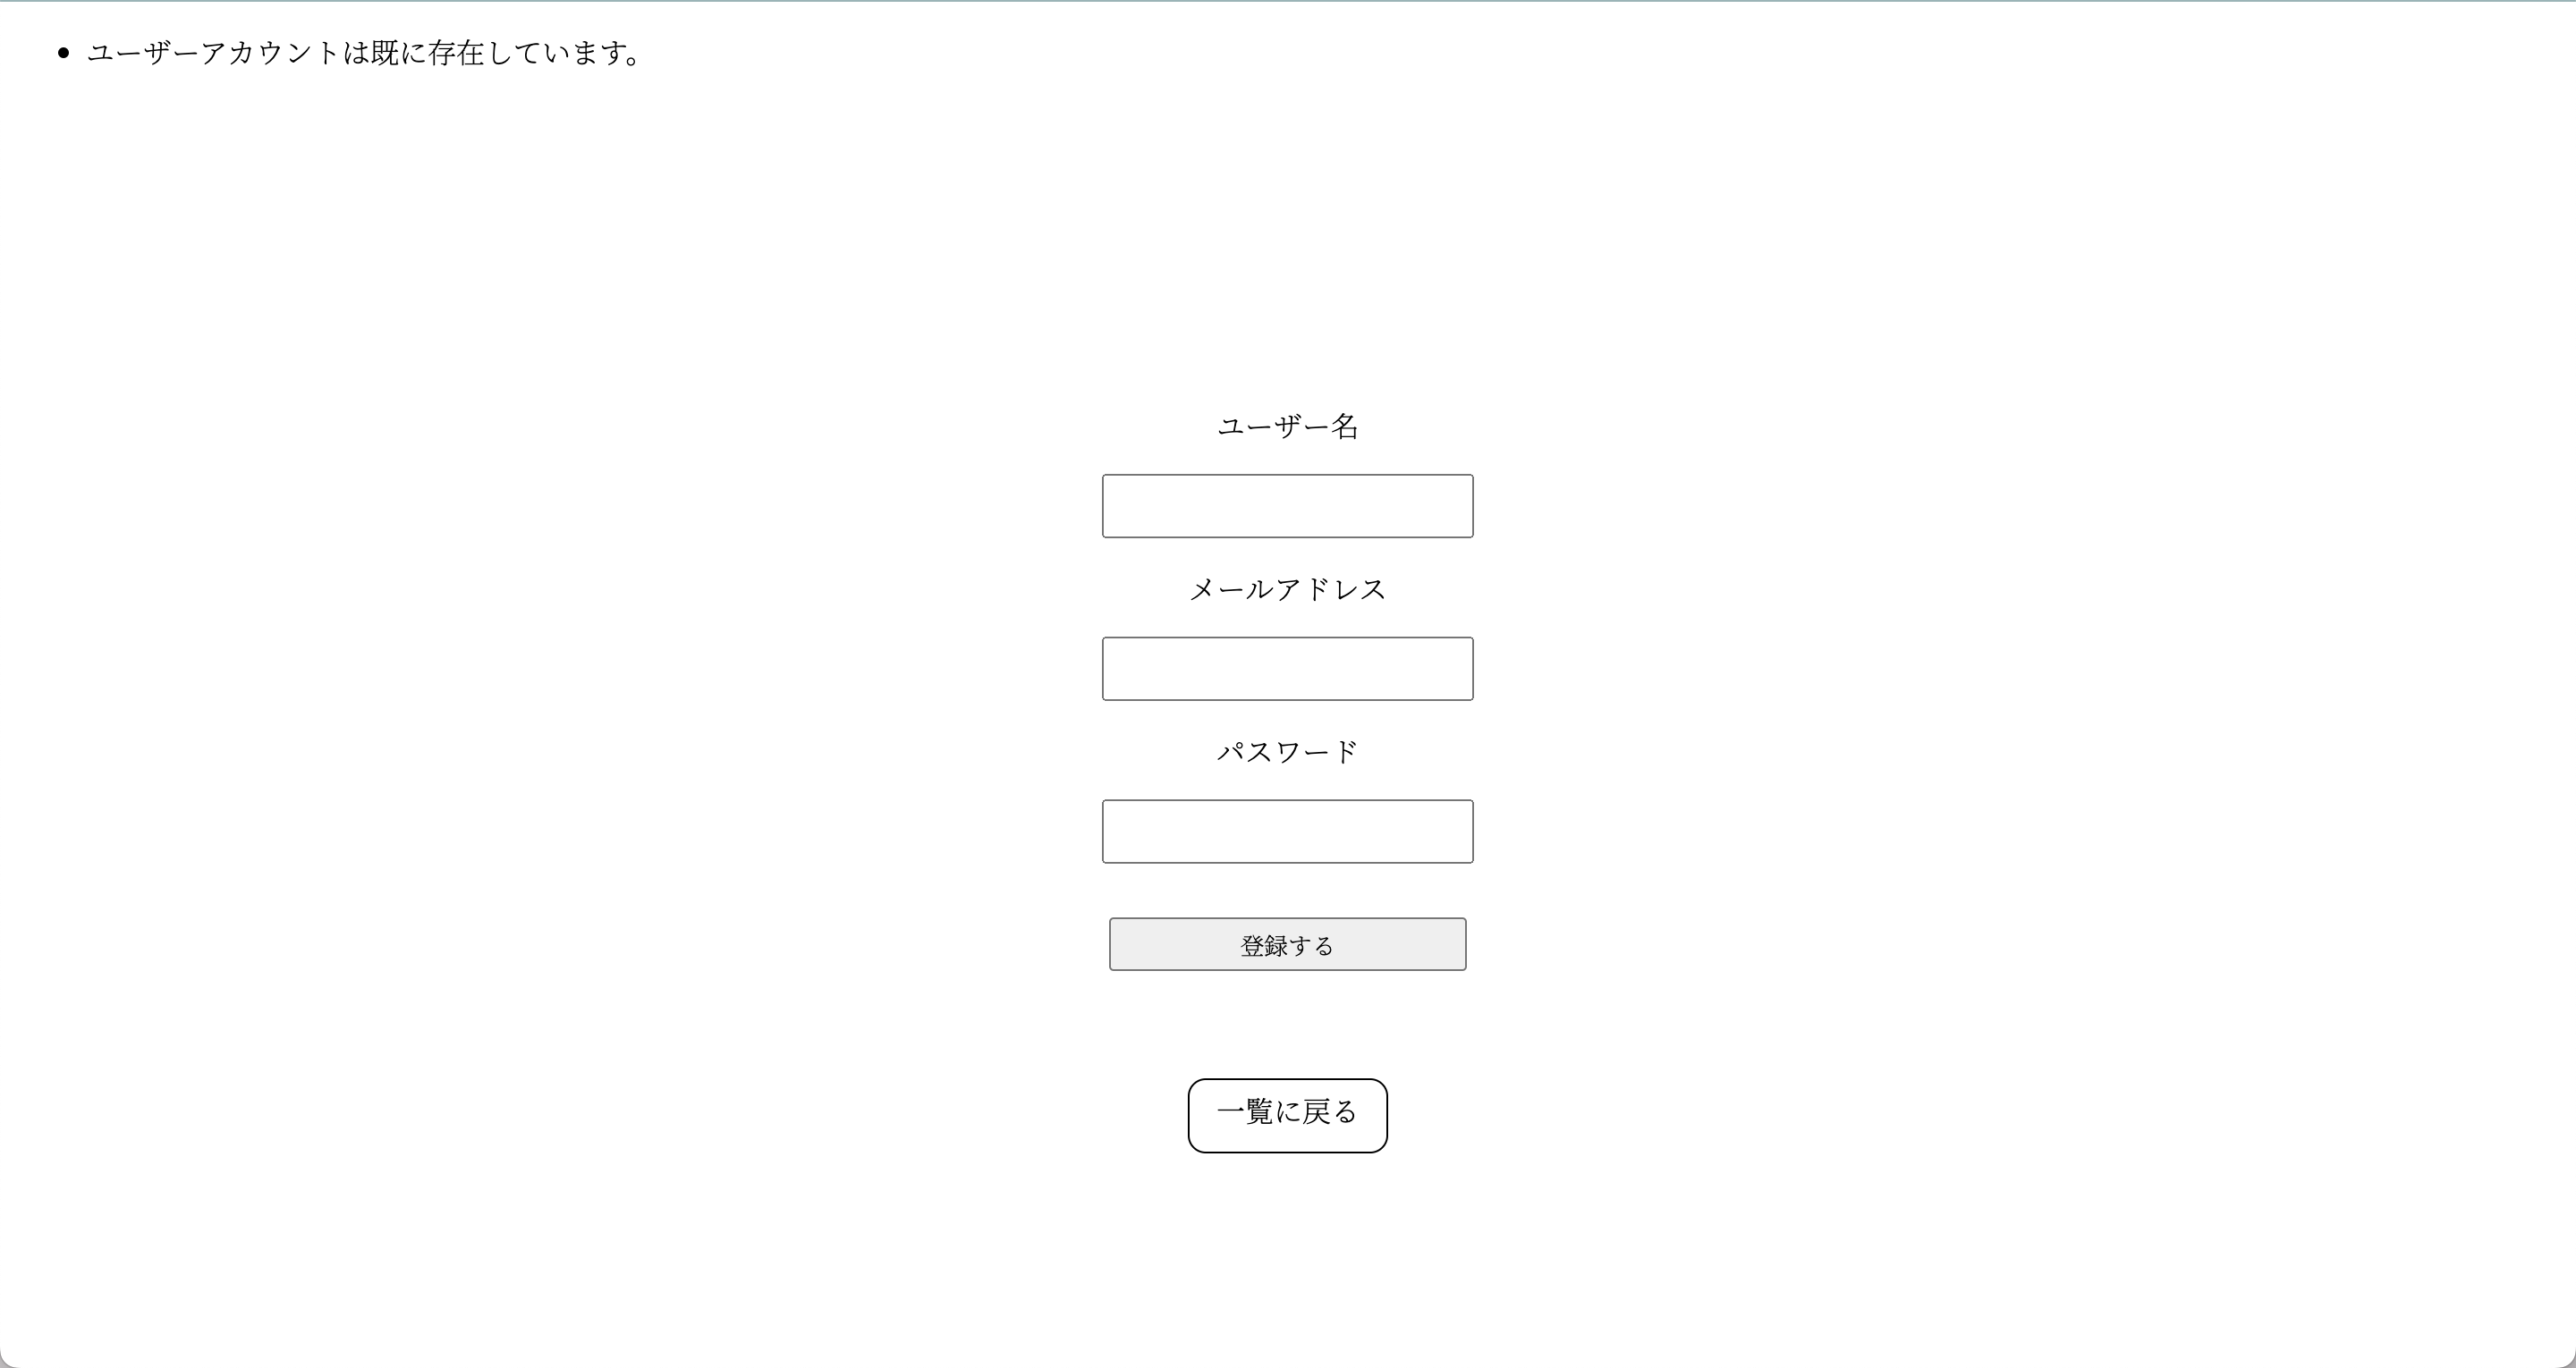 ユーザーアカウントは既に存在しています。
ユーザー名
メールアドレス
パスワード
登録する
一覧に戻る